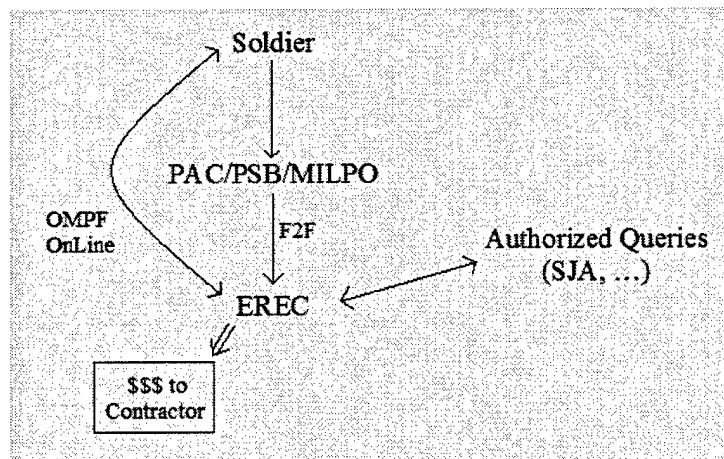 Soldier
PAC/PSB/MILPO
OMPF
OnLine
F2F
Authorized Queries
(SJA, ...)
EREC
$$$ to
Contractor